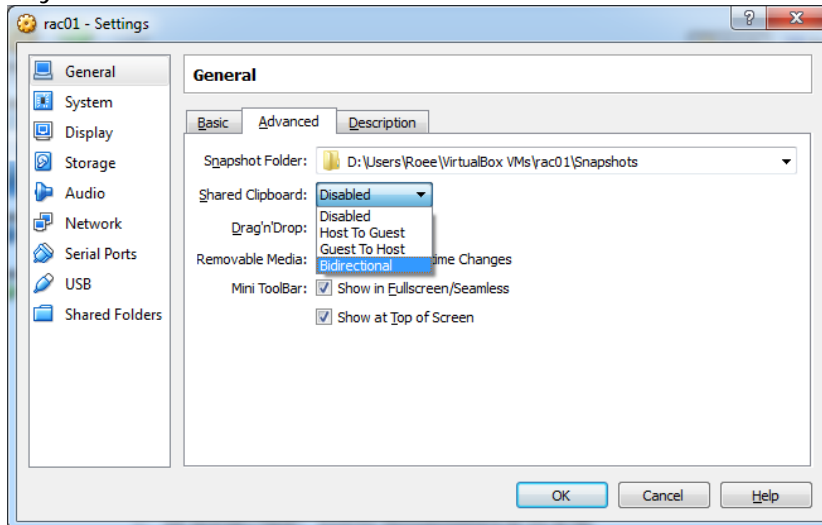 rac01 - Settings
General
System
Display
Storage
Audio
Network
Serial Ports
USB
Shared Folders
General
Basic Advanced Description
Snapshot Folder: D:\Users\Roee\VirtualBox VMs\rac01\Snapshots
Shared Clipboard: Disabled
Disabled
Drag'n'Drop: Host To Guest
Guest To Host
Removable Media: Bidirectional time Changes
Mini ToolBar: Show in Fullscreen/Seamless
Show at Top of Screen
OK Cancel Help